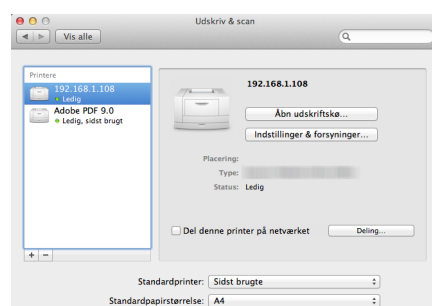 Udskriv & scan
Vis alle
Printere
192.168.1.108
Ledig
Adobe PDF 9.0
Ledig, sidst brugt
192.168.1.108
Åbn udskriftskø...
Indstillinger & forsyninger...
Placering:
Type:
Status: Ledig
Del denne printer på netværket
Deling...
+ −
Standardprinter: Sidst brugte
Standardpapirstørrelse: A4